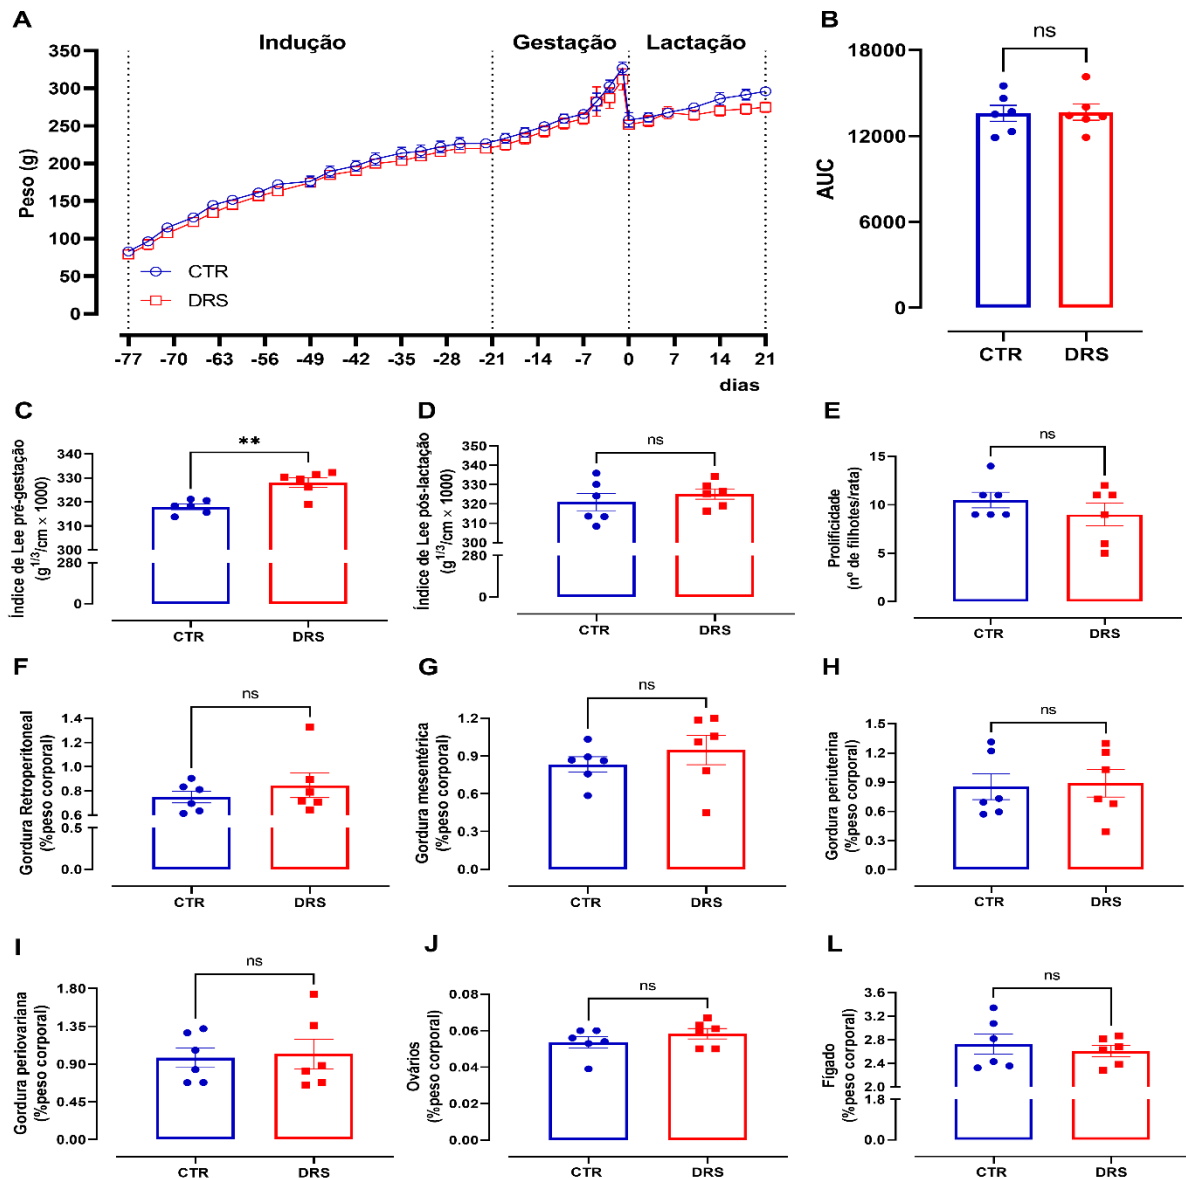 A
Indução Gestação Lactação
Peso (g)
350
300
250
200
150
100
50
0
CTR
DRS
-77 -70 -63 -56 -49 -42 -35 -28 -21 -14 -7 0 7 14 21
dias
B
ns
AUC
18000
12000
6000
0
CTR DRS
C
**
Índice de Lee pré-gestação
(g1/3/cm × 1000)
340
330
320
310
300
280
0
CTR DRS
D
ns
Índice de Lee pós-lactação
(g1/3/cm × 1000)
350
340
330
320
310
300
280
0
CTR DRS
E
ns
Prolificidade
(nº de filhotes/rata)
15
10
5
0
CTR DRS
F
ns
Gordura Retroperitoneal
(%peso corporal)
1.4
1.2
1.0
0.8
0.6
0.5
0.0
CTR DRS
G
ns
Gordura mesentérica
(%peso corporal)
1.2
0.9
0.6
0.3
0.0
CTR DRS
H
ns
Gordura periuterina
(%peso corporal)
1.5
1.2
0.9
0.6
0.3
0.0
CTR DRS
I
ns
Gordura periovariana
(%peso corporal)
1.80
1.35
0.90
0.45
0.00
CTR DRS
J
ns
Ovários
(%peso corporal)
0.08
0.06
0.04
0.02
0.00
CTR DRS
L
ns
Fígado
(%peso corporal)
3.6
3.2
2.8
2.4
2.0
1.8
0.0
CTR DRS